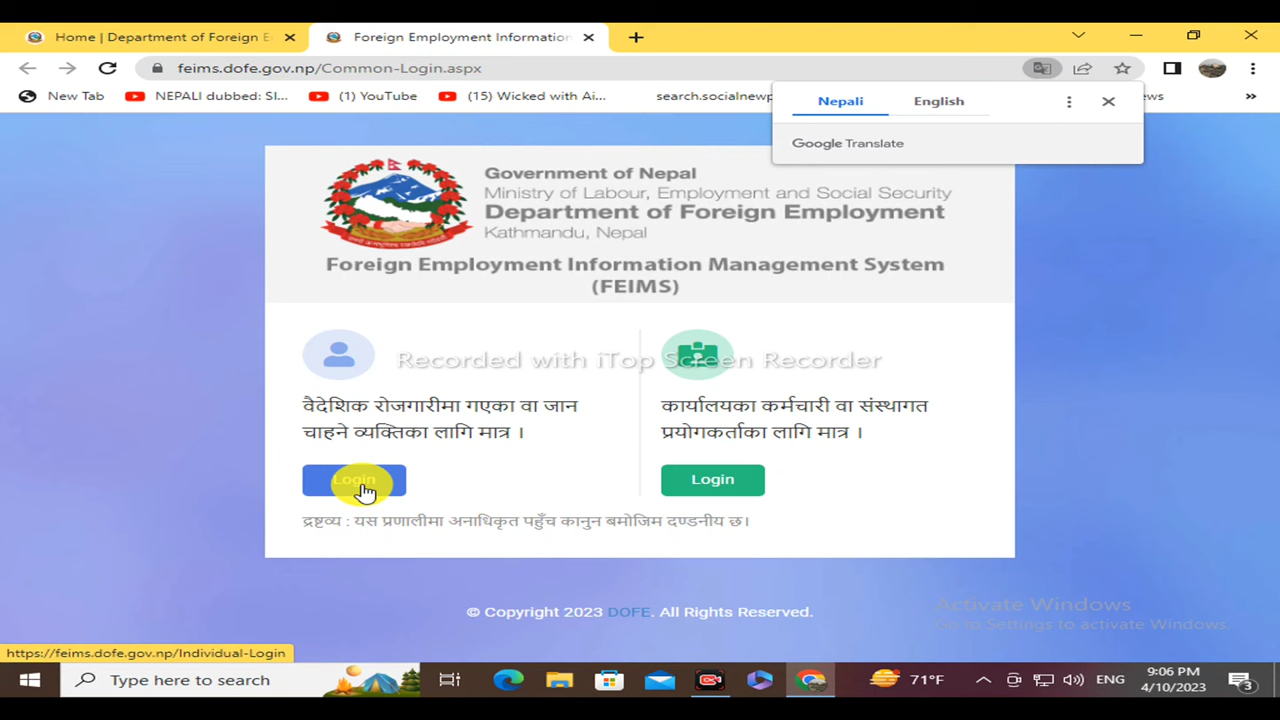 Home | Department of Foreign E
Foreign Employment Information
feims.dofe.gov.np/Common-Login.aspx
New Tab
NEPALI dubbed: Sl...
(1) YouTube
(15) Wicked with Ai...
search.socialnewp
ws
»
Nepali
English
Google Translate
Government of Nepal
Ministry of Labour, Employment and Social Security
Department of Foreign Employment
Kathmandu, Nepal
Foreign Employment Information Management System
(FEIMS)
Recorded with iTop Screen Recorder
वैदेशिक रोजगारीमा गएका वा जान
चाहने व्यक्तिका लागि मात्र ।
Login
कार्यालयका कर्मचारी वा संस्थागत
प्रयोगकर्ताका लागि मात्र ।
Login
द्रष्टव्य : यस प्रणालीमा अनाधिकृत पहुँच कानुन बमोजिम दण्डनीय छ।
© Copyright 2023 DOFE. All Rights Reserved.
Activate Windows
Go to Settings to activate Windows.
https://feims.dofe.gov.np/Individual-Login
Type here to search
71°F
ENG
9:06 PM
4/10/2023
3